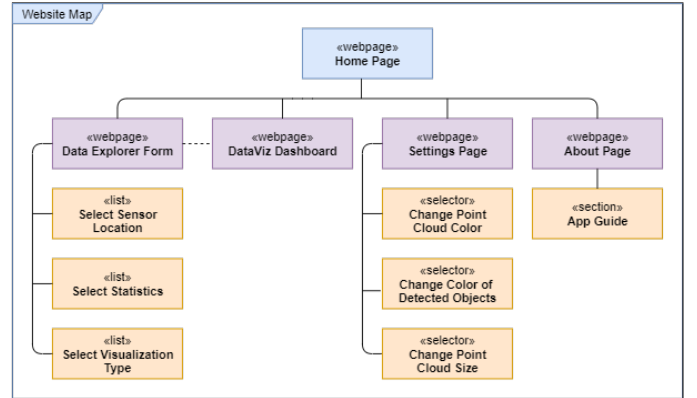 Website Map
«webpage»
Home Page
«webpage»
Data Explorer Form
«webpage»
DataViz Dashboard
«webpage»
Settings Page
«webpage»
About Page
«list»
Select Sensor
Location
«selector»
Change Point
Cloud Color
«section»
App Guide
«list»
Select Statistics
«selector»
Change Color of
Detected Objects
«list»
Select Visualization
Type
«selector»
Change Point
Cloud Size